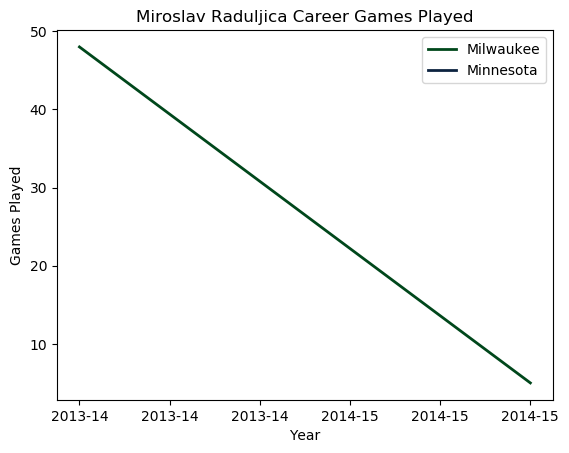 Miroslav Raduljica Career Games Played
50
Milwaukee
Minnesota
40
30
20
10
Games Played
2013-14 2013-14 2013-14 2014-15 2014-15 2014-15
Year